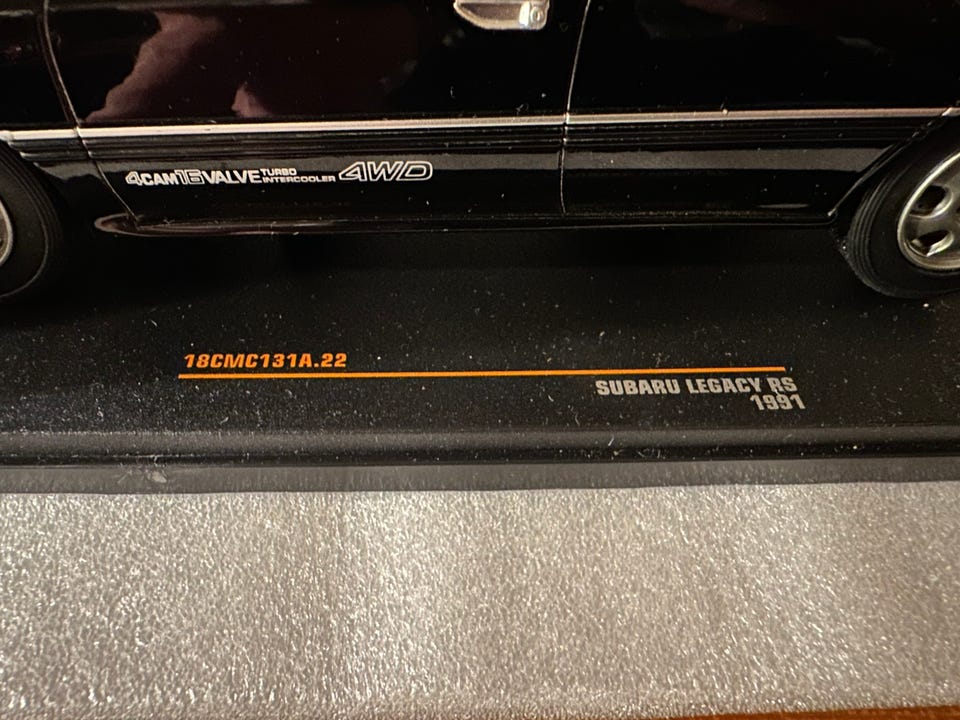 4CAM16VALVE TURBO INTERCOOLER 4WD
18CMC131A.22
SUBARU LEGACY RS
1991